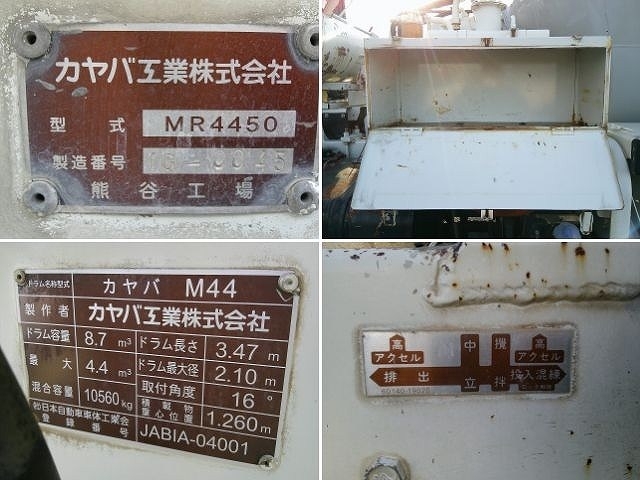 カヤバ工業株式会社
型式 MR4450
製造番号
熊谷工場
ドラム名称型式 カヤバ M44
製作者 カヤバ工業株式会社
ドラム容量 8.7 m³ ドラム長さ 3.47 m
最大 4.4 m³ ドラム最大径 2.10 m
混合容量 10560kg 取付角度 16°
積載物重心位置 1.260m
㈳日本自動車車体工業会
登録番号 JABIA-04001
高 中 攪 高
アクセル アクセル
排出 立 拌 投入混練